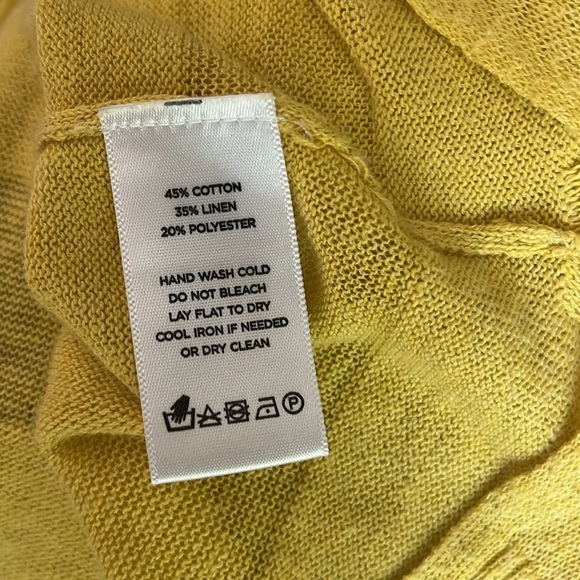 45% COTTON
35% LINEN
20% POLYESTER
HAND WASH COLD
DO NOT BLEACH
LAY FLAT TO DRY
COOL IRON IF NEEDED
OR DRY CLEAN
P